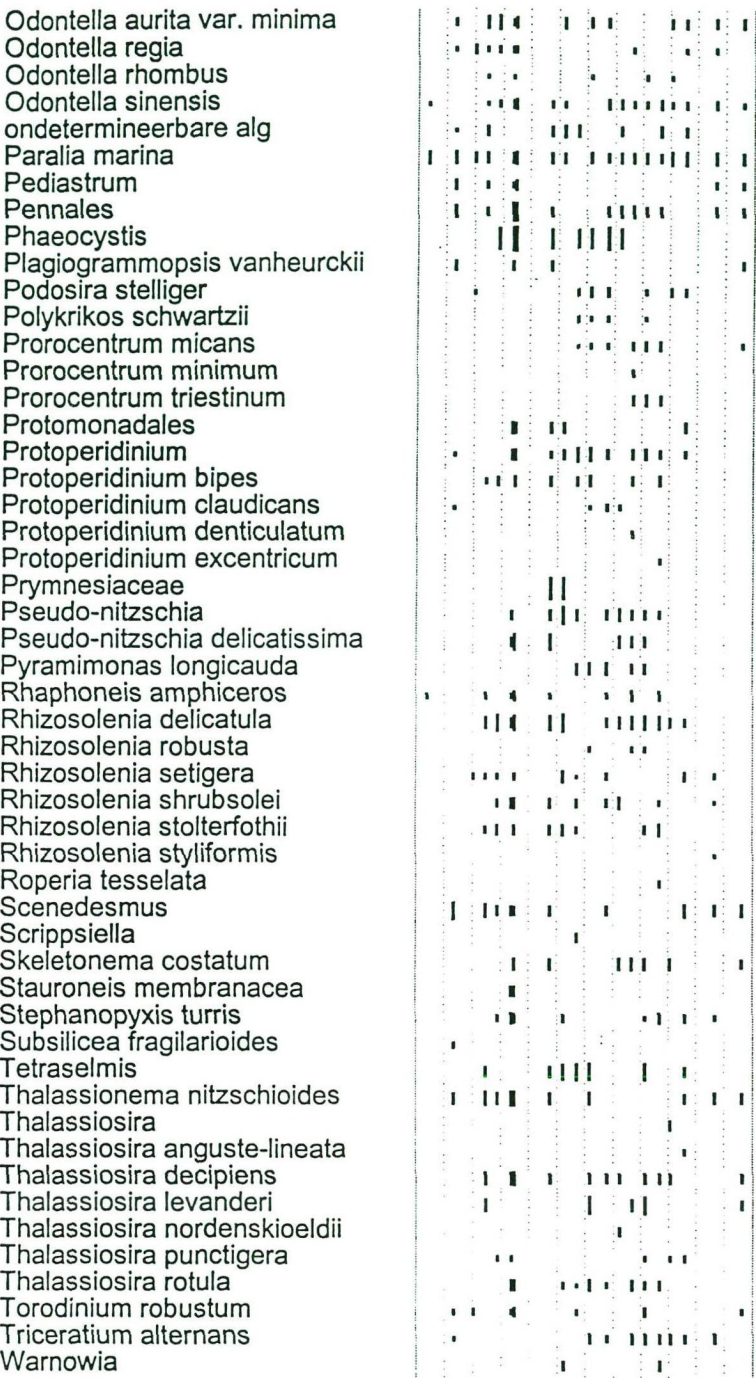 Odontella aurita var. minima
Odontella regia
Odontella rhombus
Odontella sinensis
ondetermineerbare alg
Paralia marina
Pediastrum
Pennales
Phaeocystis
Plagiogrammopsis vanheurckii
Podosira stelliger
Polykrikos schwartzii
Prorocentrum micans
Prorocentrum minimum
Prorocentrum triestinum
Protomonadales
Protoperidinium
Protoperidinium bipes
Protoperidinium claudicans
Protoperidinium denticulatum
Protoperidinium excentricum
Prymnesiaceae
Pseudo-nitzschia
Pseudo-nitzschia delicatissima
Pyramimonas longicauda
Rhaphoneis amphiceros
Rhizosolenia delicatula
Rhizosolenia robusta
Rhizosolenia setigera
Rhizosolenia shrubsolei
Rhizosolenia stolterfothii
Rhizosolenia styliformis
Roperia tesselata
Scenedesmus
Scrippsiella
Skeletonema costatum
Stauroneis membranacea
Stephanopyxis turris
Subsilicea fragilarioides
Tetraselmis
Thalassionema nitzschioides
Thalassiosira
Thalassiosira anguste-lineata
Thalassiosira decipiens
Thalassiosira levanderi
Thalassiosira nordenskioeldii
Thalassiosira punctigera
Thalassiosira rotula
Torodinium robustum
Triceratium alternans
Warnowia